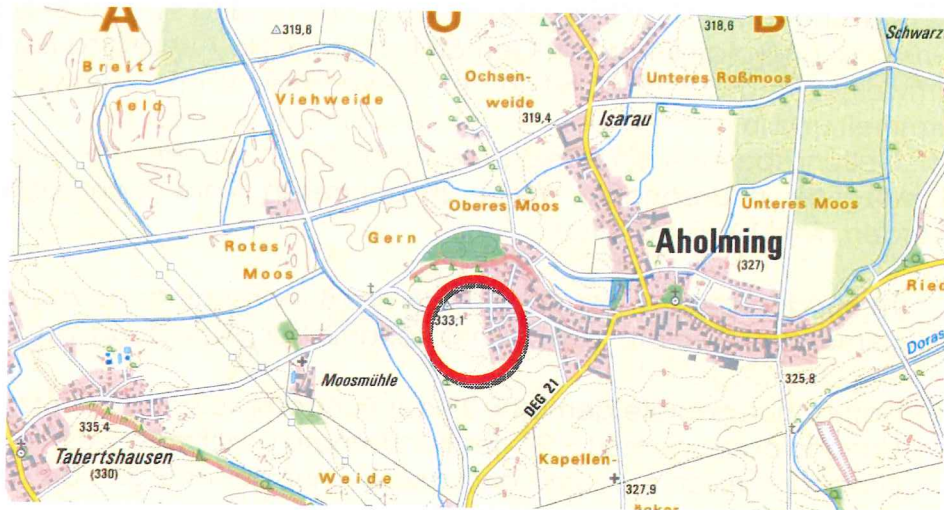 A
U
B
319,6
318,6
Schwarz
Breit-
feld
Viehweide
Ochsen-
weide
319,4
Unteres Roßmoos
Isarau
Oberes Moos
Unteres Moos
Rotes
Moos
Gern
Aholming
(327)
Ried
333,1
Moosmühle
DEG 21
Doras
325,8
335,4
Tabertshausen
(330)
Weide
Kapellen-
327,9
äcker